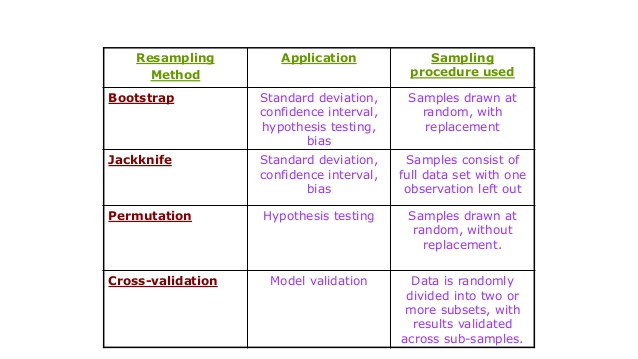 Resampling
Method
Application
Sampling
procedure used
Bootstrap
Standard deviation,
confidence interval,
hypothesis testing,
bias
Samples drawn at
random, with
replacement
Jackknife
Standard deviation,
confidence interval,
bias
Samples consist of
full data set with one
observation left out
Permutation
Hypothesis testing
Samples drawn at
random, without
replacement.
Cross-validation
Model validation
Data is randomly
divided into two or
more subsets, with
results validated
across sub-samples.